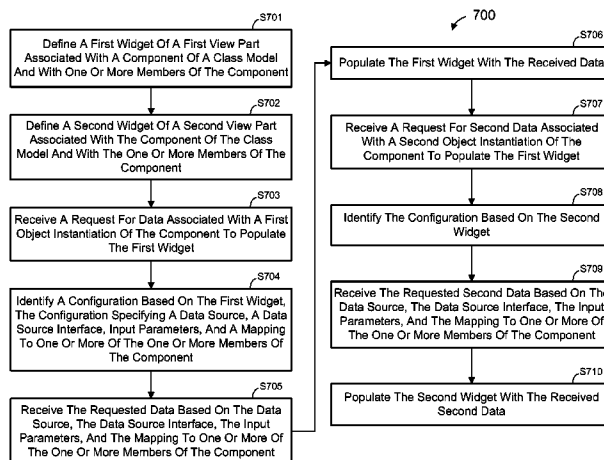 700
S701
Define A First Widget Of A First View Part
Associated With A Component Of A Class Model
And With One Or More Members Of The Component
S702
Define A Second Widget Of A Second View Part
Associated With The Component Of The Class
Model And With The One Or More Members Of The
Component
S703
Receive A Request For Data Associated With A First
Object Instantiation Of The Component To Populate
The First Widget
S704
Identify A Configuration Based On The First Widget,
The Configuration Specifying A Data Source, A Data
Source Interface, Input Parameters, And A Mapping
To One Or More Of The One Or More Members Of
The Component
S705
Receive The Requested Data Based On The Data
Source, The Data Source Interface, The Input
Parameters, And The Mapping To One Or More Of
The One Or More Members Of The Component
S706
Populate The First Widget With The Received Data
S707
Receive A Request For Second Data Associated
With A Second Object Instantiation Of The
Component To Populate The First Widget
S708
Identify The Configuration Based On The Second
Widget
S709
Receive The Requested Second Data Based On The
Data Source, The Data Source Interface, The Input
Parameters, And The Mapping To One Or More Of
The One Or More Members Of The Component
S710
Populate The Second Widget With The Received
Second Data